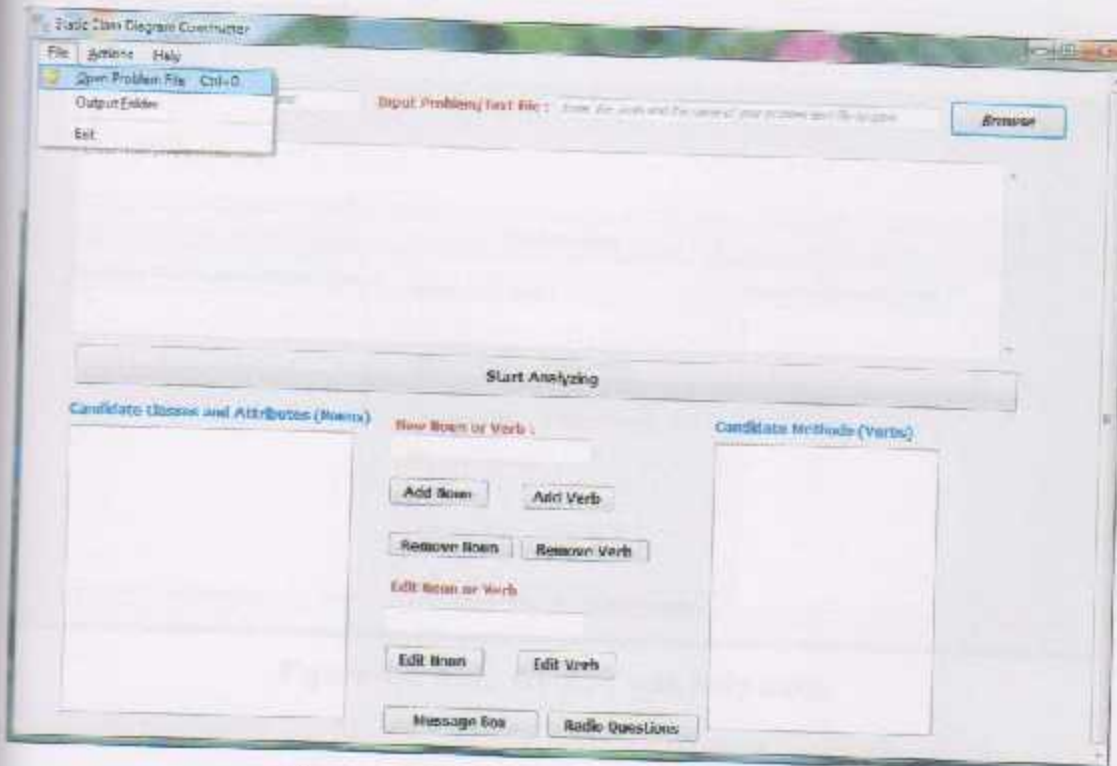 Static Class Diagram Constructer
File Actions Help
Open Problem File Ctrl+O
Output Folder
Exit
Input Problem Text File :
Browse
Start Analyzing
Candidate Classes and Attributes (Nouns)
New Noun or Verb :
Candidate Methods (Verbs)
Add Noun
Add Verb
Remove Noun
Remove Verb
Edit Noun or Verb
Edit Noun
Edit Verb
Message Box
Radio Questions